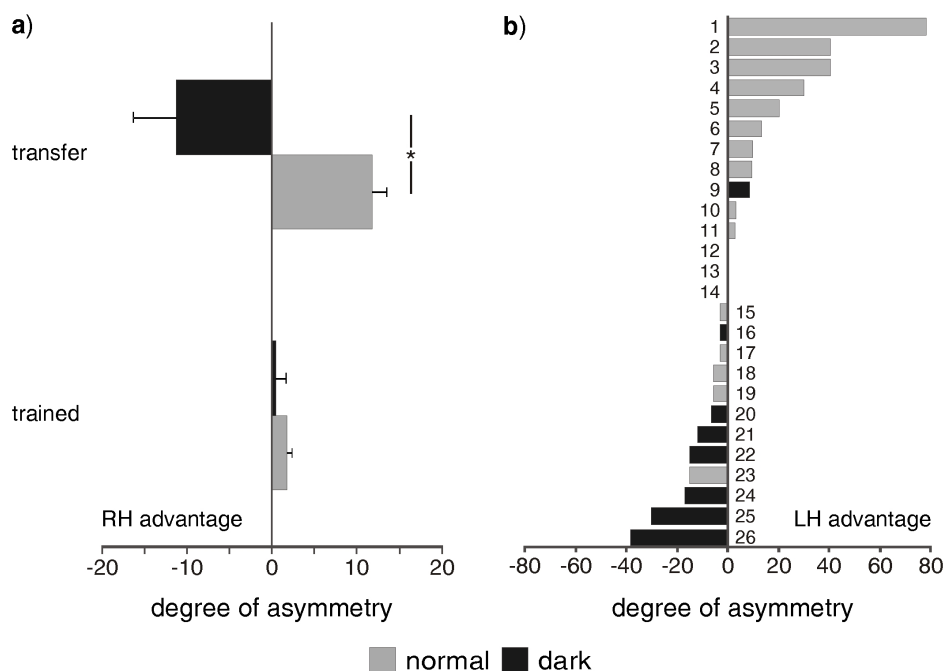 a)
transfer
*
trained
RH advantage
-20 -10 0 10 20
degree of asymmetry
b)
1
2
3
4
5
6
7
8
9
10
11
12
13
14
15
16
17
18
19
20
21
22
23
24
25
26
LH advantage
-80 -60 -40 -20 0 20 40 60 80
degree of asymmetry
normal dark